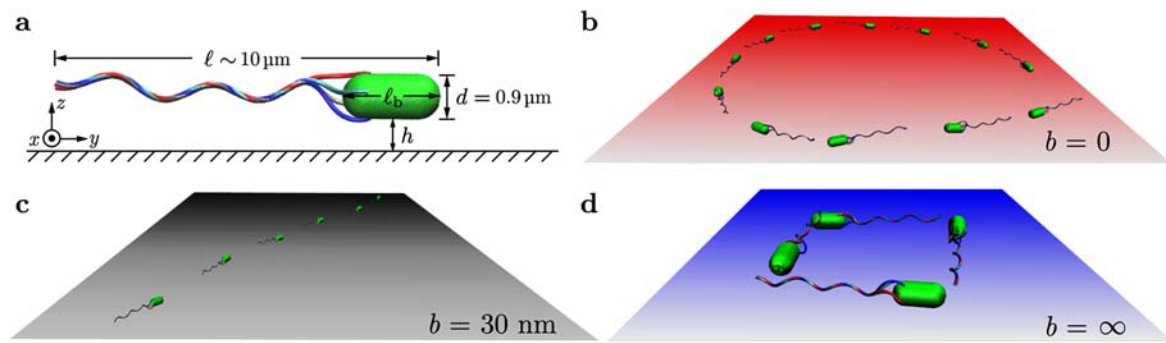 a
ℓ ∼ 10 μm
ℓb
d = 0.9 μm
z
x
y
h
b
b = 0
c
b = 30 nm
d
b = ∞